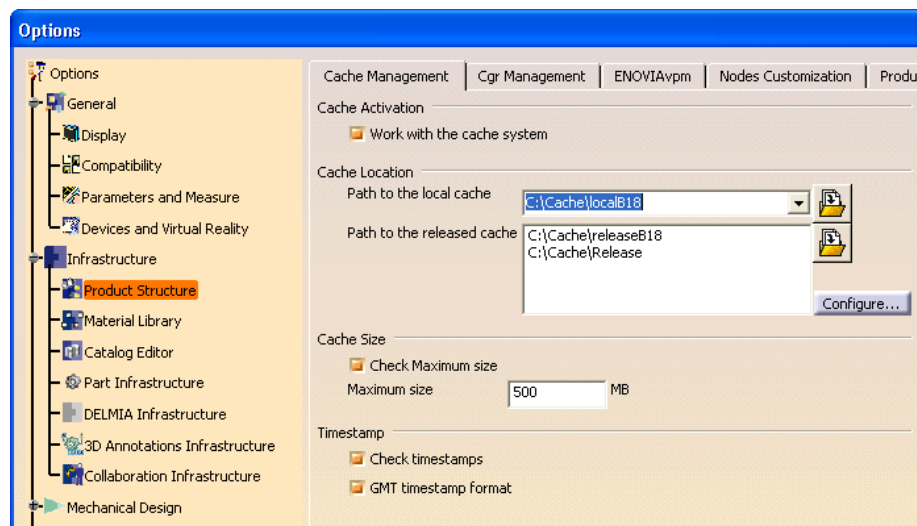 Options
Options
General
Display
Compatibility
Parameters and Measure
Devices and Virtual Reality
Infrastructure
Product Structure
Material Library
Catalog Editor
Part Infrastructure
DELMIA Infrastructure
3D Annotations Infrastructure
Collaboration Infrastructure
Mechanical Design
Cache Management Cgr Management ENOVIAvpm Nodes Customization Produ
Cache Activation
Work with the cache system
Cache Location
Path to the local cache C:\Cache\localB18
Path to the released cache C:\Cache\releaseB18
C:\Cache\Release
Configure...
Cache Size
Check Maximum size
Maximum size 500 MB
Timestamp
Check timestamps
GMT timestamp format